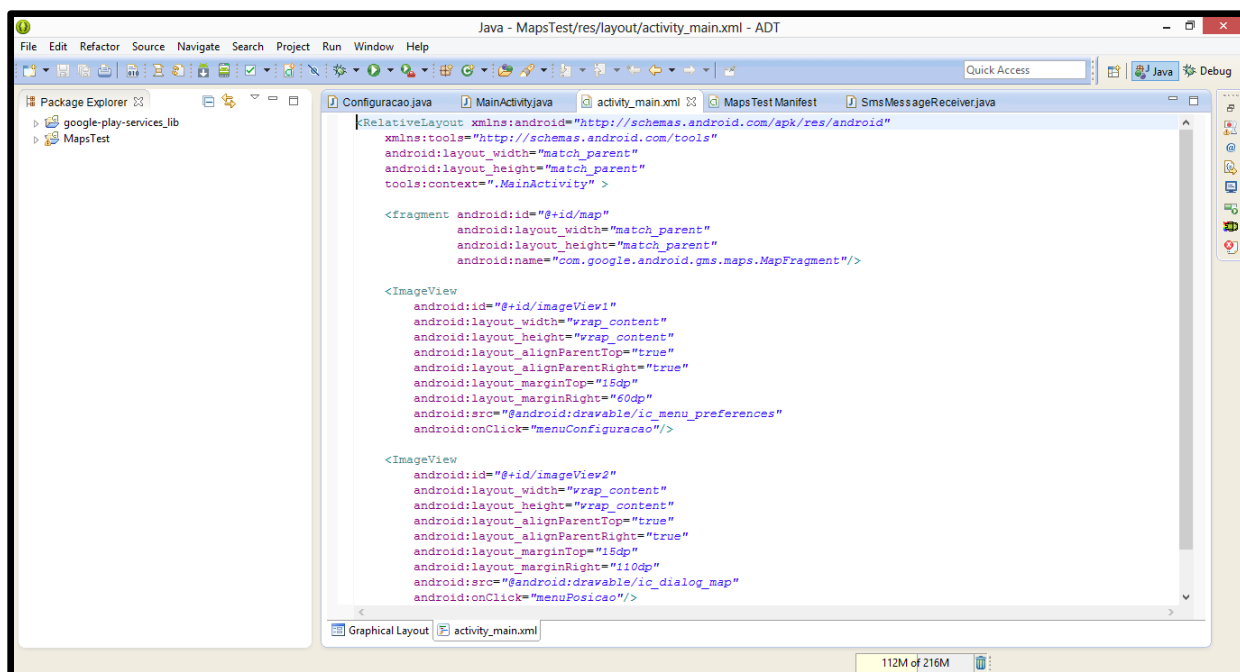 Java - MapsTest/res/layout/activity_main.xml - ADT
File Edit Refactor Source Navigate Search Project Run Window Help
Quick Access
Java
Debug
Package Explorer
google-play-services_lib
MapsTest
Configuracao.java MainActivity.java activity_main.xml MapsTest Manifest SmsMessageReceiver.java
<RelativeLayout xmlns:android="http://schemas.android.com/apk/res/android"
xmlns:tools="http://schemas.android.com/tools"
android:layout_width="match_parent"
android:layout_height="match_parent"
tools:context=".MainActivity" >
<fragment android:id="@+id/map"
android:layout_width="match_parent"
android:layout_height="match_parent"
android:name="com.google.android.gms.maps.MapFragment"/>
<ImageView
android:id="@+id/imageView1"
android:layout_width="wrap_content"
android:layout_height="wrap_content"
android:layout_alignParentTop="true"
android:layout_alignParentRight="true"
android:layout_marginTop="15dp"
android:layout_marginRight="60dp"
android:src="@android:drawable/ic_menu_preferences"
android:onClick="menuConfiguracao"/>
<ImageView
android:id="@+id/imageView2"
android:layout_width="wrap_content"
android:layout_height="wrap_content"
android:layout_alignParentTop="true"
android:layout_alignParentRight="true"
android:layout_marginTop="15dp"
android:layout_marginRight="110dp"
android:src="@android:drawable/ic_dialog_map"
android:onClick="menuPosicao"/>
Graphical Layout activity_main.xml
112M of 216M